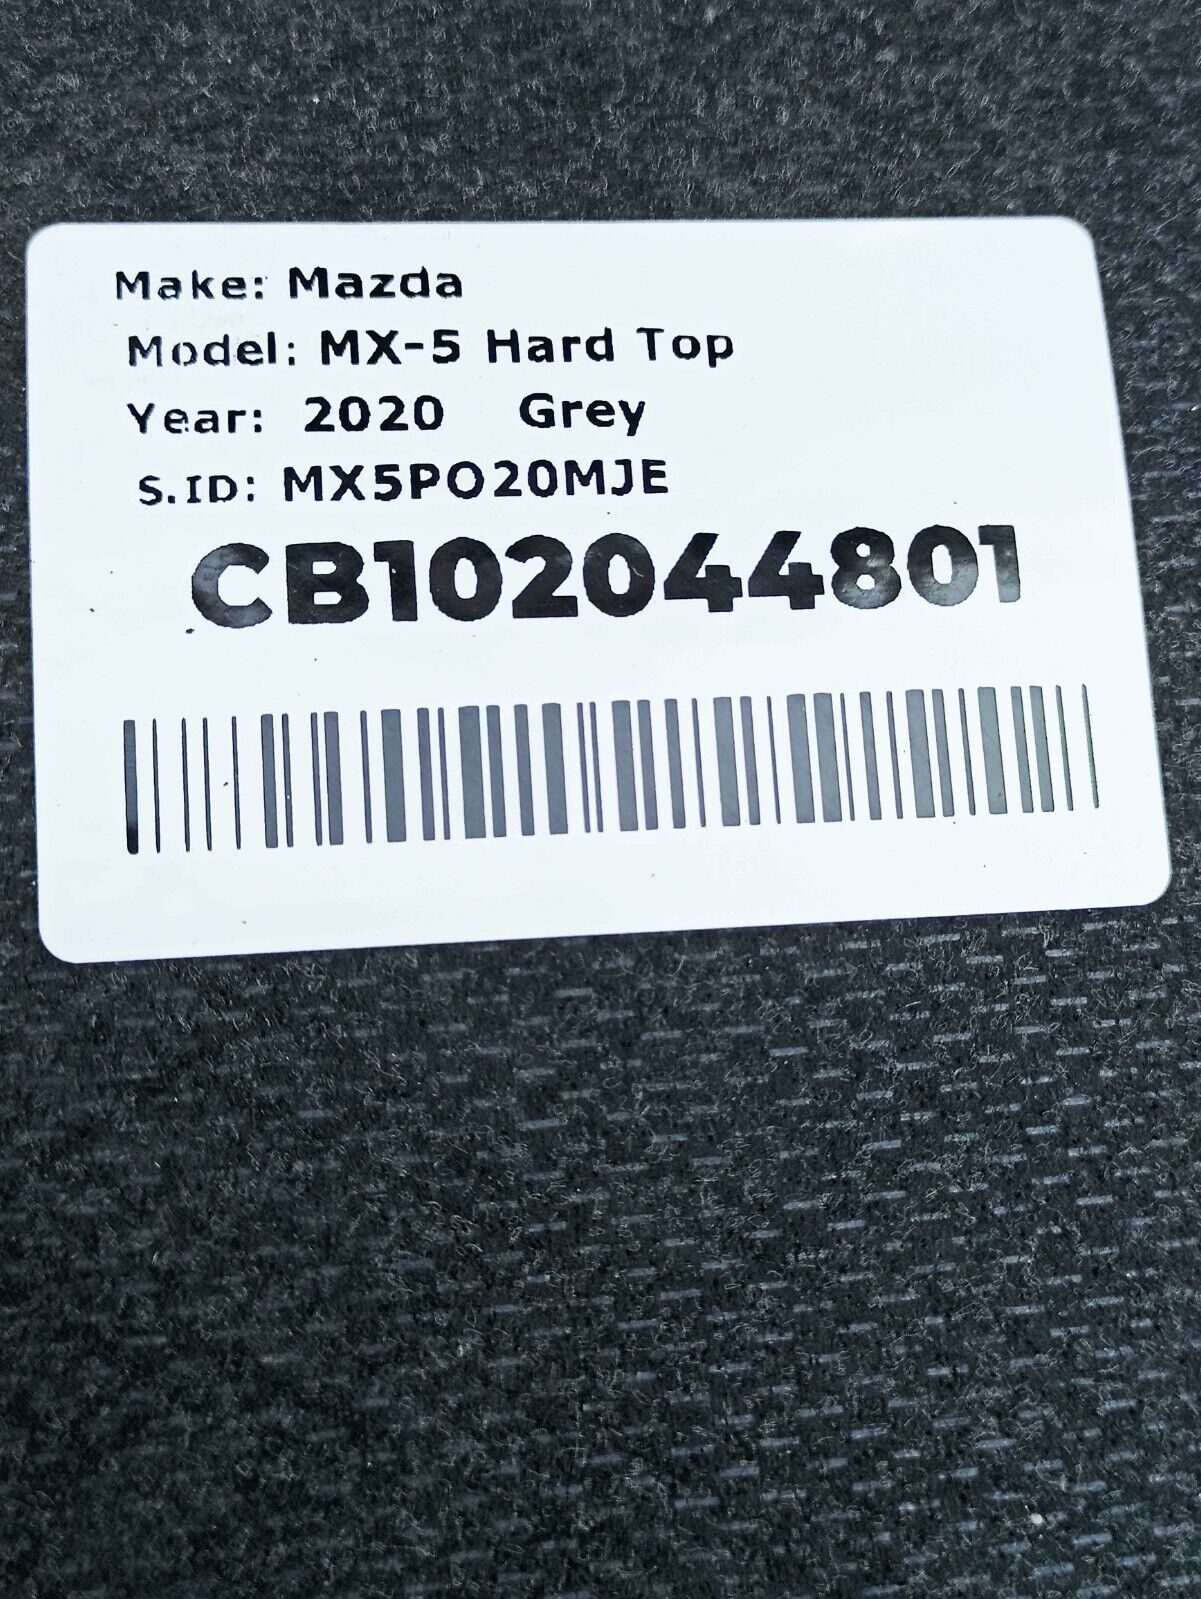 Make: Mazda
Model: MX-5 Hard Top
Year: 2020 Grey
S.ID: MX5PO20MJE
CB102044801